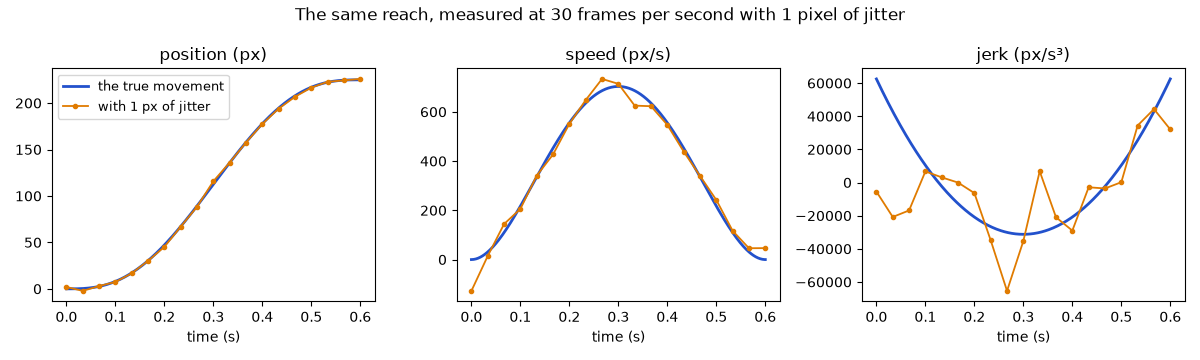 The same reach, measured at 30 frames per second with 1 pixel of jitter
position (px)
the true movement
with 1 px of jitter
200
150
100
50
0
0.0 0.1 0.2 0.3 0.4 0.5 0.6
time (s)
speed (px/s)
600
400
200
0
0.0 0.1 0.2 0.3 0.4 0.5 0.6
time (s)
jerk (px/s³)
60000
40000
20000
0
−20000
−40000
−60000
0.0 0.1 0.2 0.3 0.4 0.5 0.6
time (s)